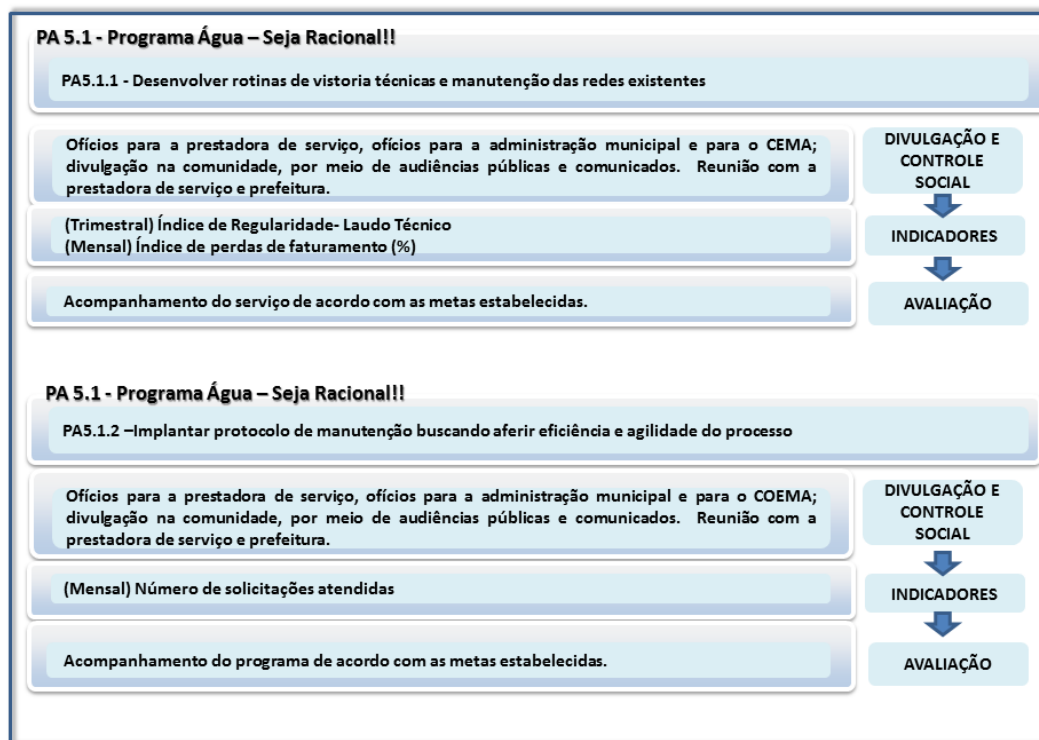 PA 5.1 - Programa Água – Seja Racional!!
PA5.1.1 - Desenvolver rotinas de vistoria técnicas e manutenção das redes existentes
Ofícios para a prestadora de serviço, ofícios para a administração municipal e para o CEMA;
divulgação na comunidade, por meio de audiências públicas e comunicados. Reunião com a
prestadora de serviço e prefeitura.
DIVULGAÇÃO E
CONTROLE
SOCIAL
(Trimestral) Índice de Regularidade- Laudo Técnico
(Mensal) Índice de perdas de faturamento (%)
INDICADORES
Acompanhamento do serviço de acordo com as metas estabelecidas.
AVALIAÇÃO
PA 5.1 - Programa Água – Seja Racional!!
PA5.1.2 –Implantar protocolo de manutenção buscando aferir eficiência e agilidade do processo
Ofícios para a prestadora de serviço, ofícios para a administração municipal e para o COEMA;
divulgação na comunidade, por meio de audiências públicas e comunicados. Reunião com a
prestadora de serviço e prefeitura.
DIVULGAÇÃO E
CONTROLE
SOCIAL
(Mensal) Número de solicitações atendidas
INDICADORES
Acompanhamento do programa de acordo com as metas estabelecidas.
AVALIAÇÃO